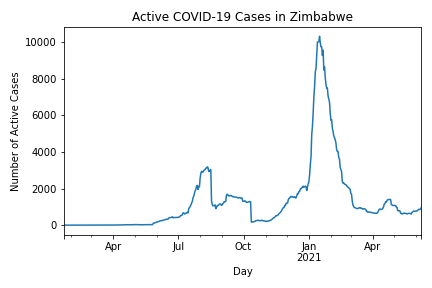 Active COVID-19 Cases in Zimbabwe
Number of Active Cases
10000
8000
6000
4000
2000
0
Apr
Jul
Oct
Jan
2021
Apr
Day